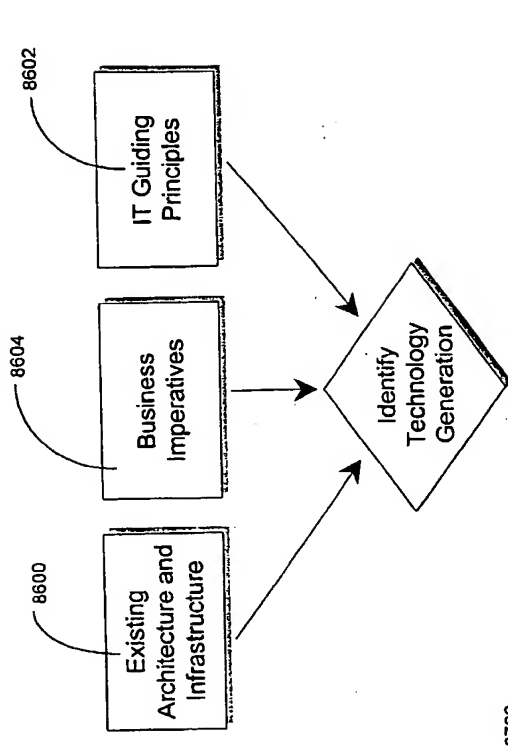 8600
Existing
Architecture and
Infrastructure
8604
Business
Imperatives
8602
IT Guiding
Principles
Identify
Technology
Generation